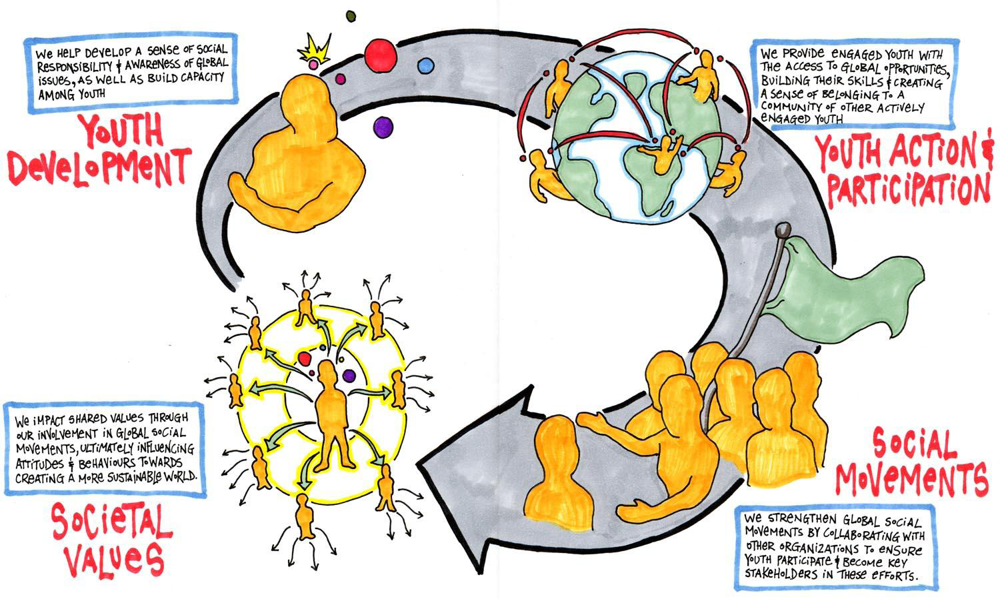 WE HELP DEVELOP A SENSE OF SOCIAL
RESPONSIBILITY & AWARENESS OF GLOBAL
ISSUES, AS WELL AS BUILD CAPACITY
AMONG YOUTH
YOUTH
DEVELOPMENT
WE PROVIDE ENGAGED YOUTH WITH
THE ACCESS TO GLOBAL OPPORTUNITIES,
BUILDING THEIR SKILLS & CREATING
A SENSE OF BELONGING TO A
COMMUNITY OF OTHER ACTIVELY
ENGAGED YOUTH
YOUTH ACTION &
PARTICIPATION
SOCIAL
MOVEMENTS
WE STRENGTHEN GLOBAL SOCIAL
MOVEMENTS BY COLLABORATING WITH
OTHER ORGANIZATIONS TO ENSURE
YOUTH PARTICIPATE & BECOME KEY
STAKEHOLDERS IN THESE EFFORTS.
WE IMPACT SHARED VALUES THROUGH
OUR INVOLVEMENT IN GLOBAL SOCIAL
MOVEMENTS, ULTIMATELY INFLUENCING
ATTITUDES & BEHAVIOURS TOWARDS
CREATING A MORE SUSTAINABLE WORLD.
SOCIETAL
VALUES